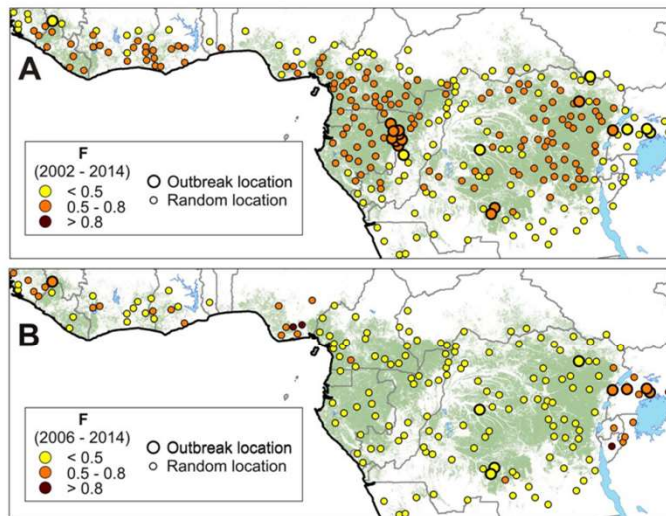 A
F
(2002 - 2014)
< 0.5
0.5 - 0.8
> 0.8
Outbreak location
Random location
B
F
(2006 - 2014)
< 0.5
0.5 - 0.8
> 0.8
Outbreak location
Random location